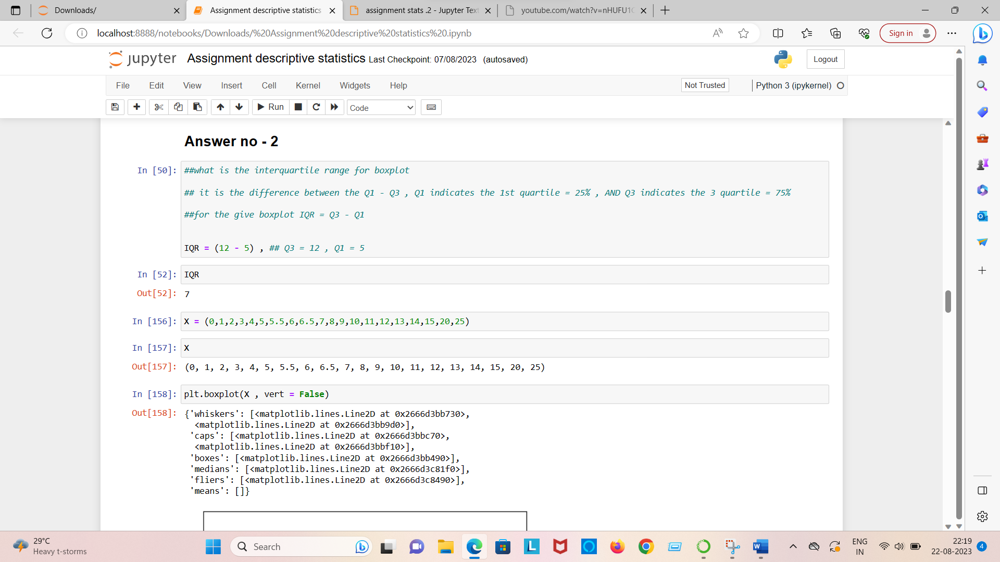 Downloads/
Assignment descriptive statistics
assignment stats .2 - Jupyter Text
youtube.com/watch?v=nHUFU1C
localhost:8888/notebooks/Downloads/%20Assignment%20descriptive%20statistics%20.ipynb
Sign in
jupyter Assignment descriptive statistics Last Checkpoint: 07/08/2023 (autosaved)
Logout
File Edit View Insert Cell Kernel Widgets Help
Not Trusted
Python 3 (ipykernel)
Run
Code
Answer no - 2
In [50]: ##what is the interquartile range for boxplot
## it is the difference between the Q1 - Q3 , Q1 indicates the 1st quartile = 25% , AND Q3 indicates the 3 quartile = 75%
##for the give boxplot IQR = Q3 - Q1
IQR = (12 - 5) , ## Q3 = 12 , Q1 = 5
In [52]: IQR
Out[52]: 7
In [156]: X = (0,1,2,3,4,5,5.5,6,6.5,7,8,9,10,11,12,13,14,15,20,25)
In [157]: X
Out[157]: (0, 1, 2, 3, 4, 5, 5.5, 6, 6.5, 7, 8, 9, 10, 11, 12, 13, 14, 15, 20, 25)
In [158]: plt.boxplot(X , vert = False)
Out[158]: {'whiskers': [<matplotlib.lines.Line2D at 0x2666d3bb730>,
<matplotlib.lines.Line2D at 0x2666d3bb9d0>],
'caps': [<matplotlib.lines.Line2D at 0x2666d3bbc70>,
<matplotlib.lines.Line2D at 0x2666d3bbf10>],
'boxes': [<matplotlib.lines.Line2D at 0x2666d3bb490>],
'medians': [<matplotlib.lines.Line2D at 0x2666d3c81f0>],
'fliers': [<matplotlib.lines.Line2D at 0x2666d3c8490>],
'means': []}
29°C
Heavy t-storms
Search
ENG
IN
22:19
22-08-2023
4